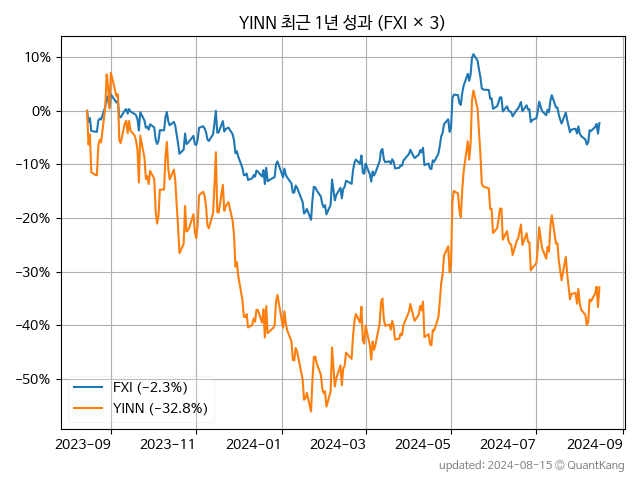 YINN 최근 1년 성과 (FXI × 3)
10%
0%
−10%
−20%
−30%
−40%
−50%
FXI (−2.3%)
YINN (−32.8%)
2023−09 2023−11 2024−01 2024−03 2024−05 2024−07 2024−09
updated: 2024−08−15 © QuantKang